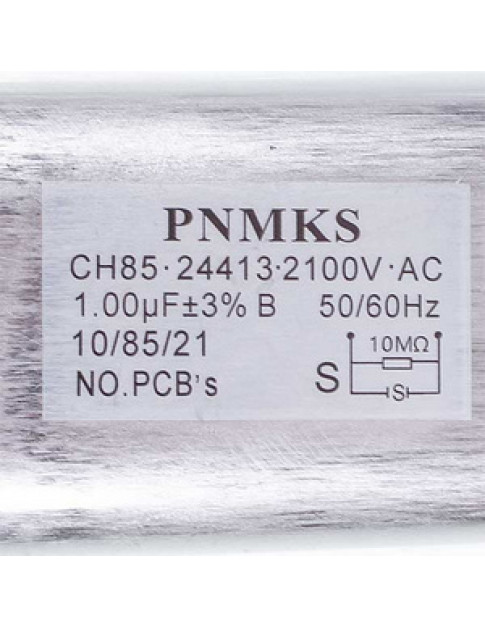 PNMKS
CH85·24413·2100V·AC
1.00µF±3% B 50/60Hz
10/85/21
10MΩ
NO.PCB's
S
S